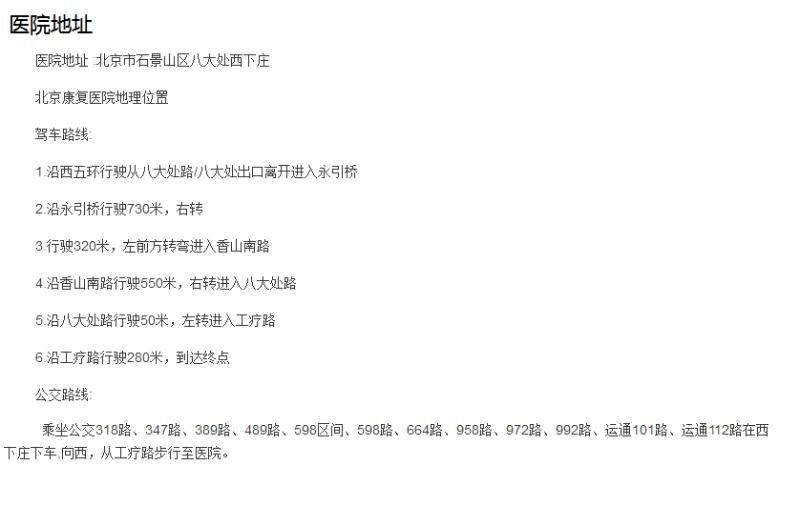 医院地址
医院地址 :北京市石景山区八大处西下庄
北京康复医院地理位置
驾车路线:
1.沿西五环行驶从八大处路/八大处出口离开进入永引桥
2.沿永引桥行驶730米，右转
3.行驶320米，左前方转弯进入香山南路
4.沿香山南路行驶550米，右转进入八大处路
5.沿八大处路行驶50米，左转进入工疗路
6.沿工疗路行驶280米，到达终点
公交路线:
乘坐公交318路、347路、389路、489路、598区间、598路、664路、958路、972路、992路、运通101路、运通112路在西
下庄下车,向西，从工疗路步行至医院。